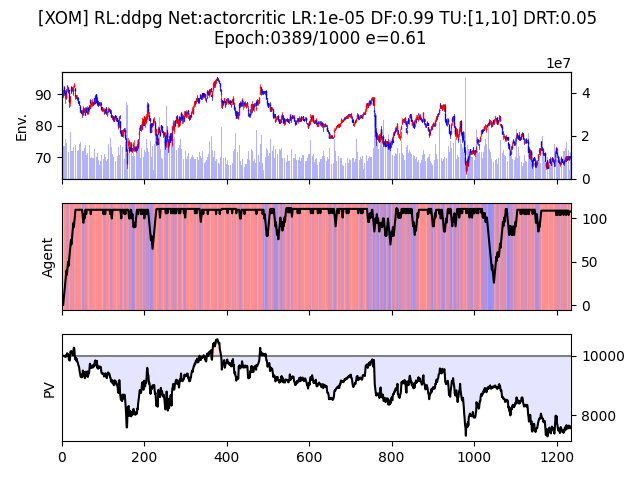 [XOM] RL:ddpg Net:actorcritic LR:1e-05 DF:0.99 TU:[1,10] DRT:0.05
Epoch:0389/1000 e=0.61
1e7
Env.
90
80
70
4
2
0
Agent
100
50
0
PV
10000
8000
0 200 400 600 800 1000 1200